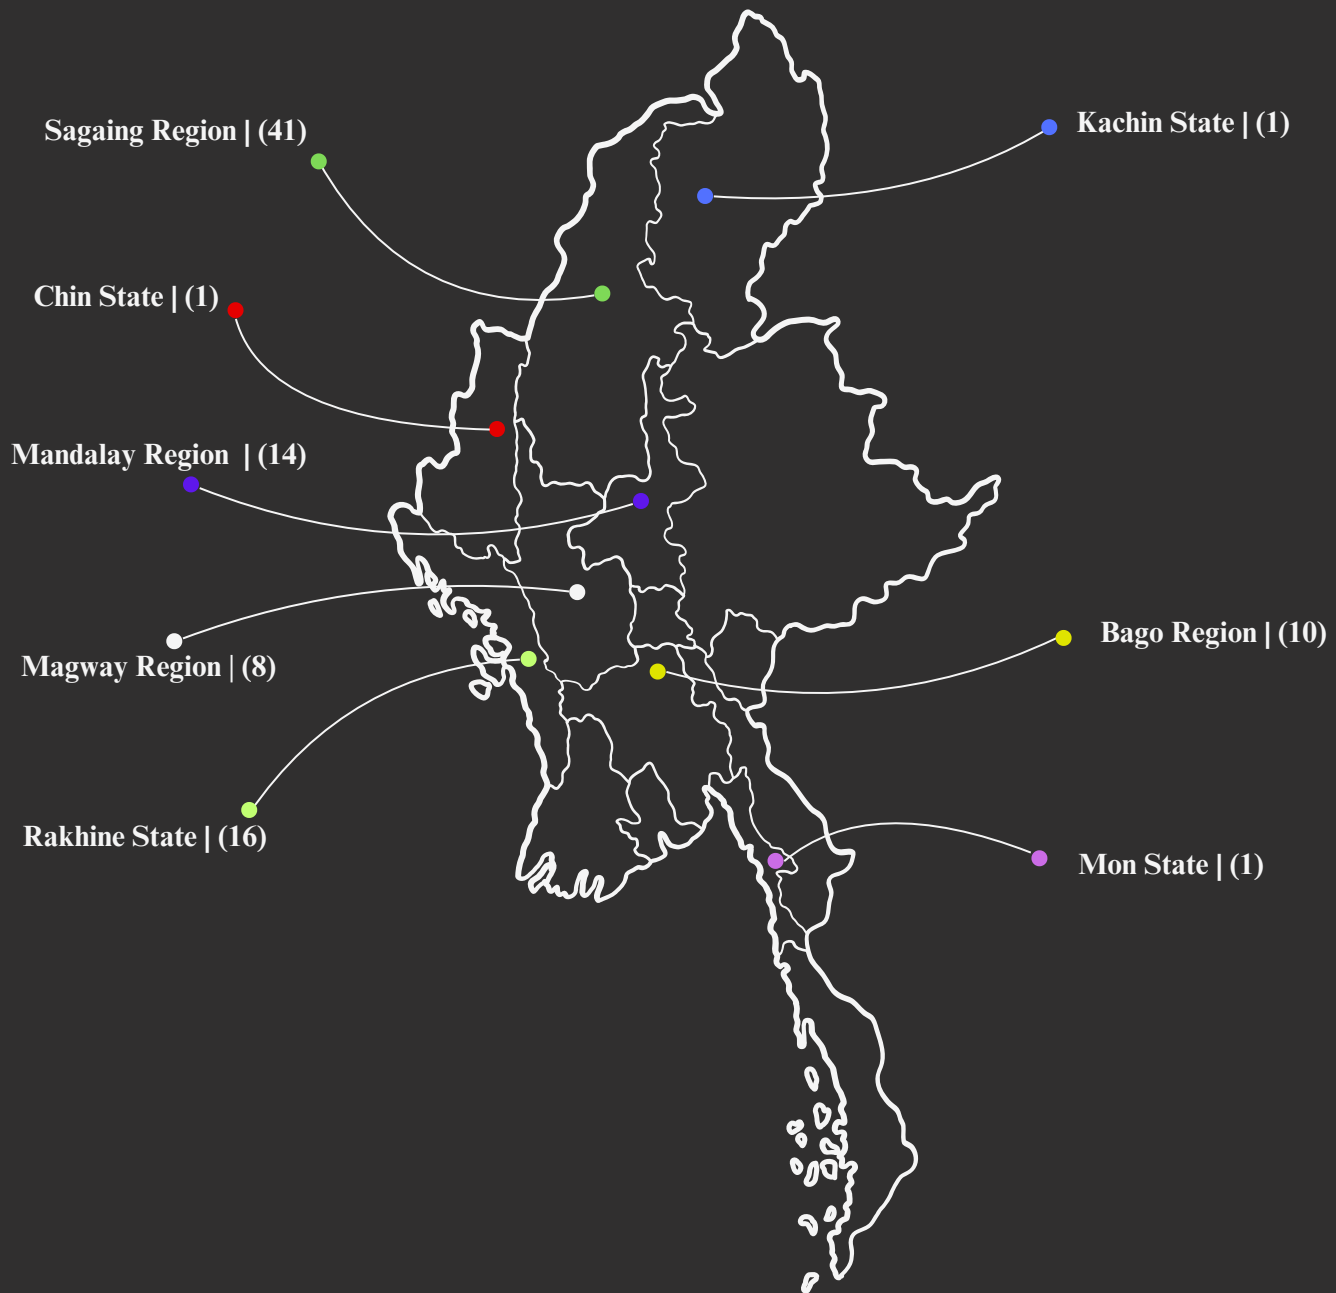 Kachin State | (1)
Sagaing Region | (41)
Chin State | (1)
Mandalay Region | (14)
Bago Region | (10)
Magway Region | (8)
Rakhine State | (16)
Mon State | (1)